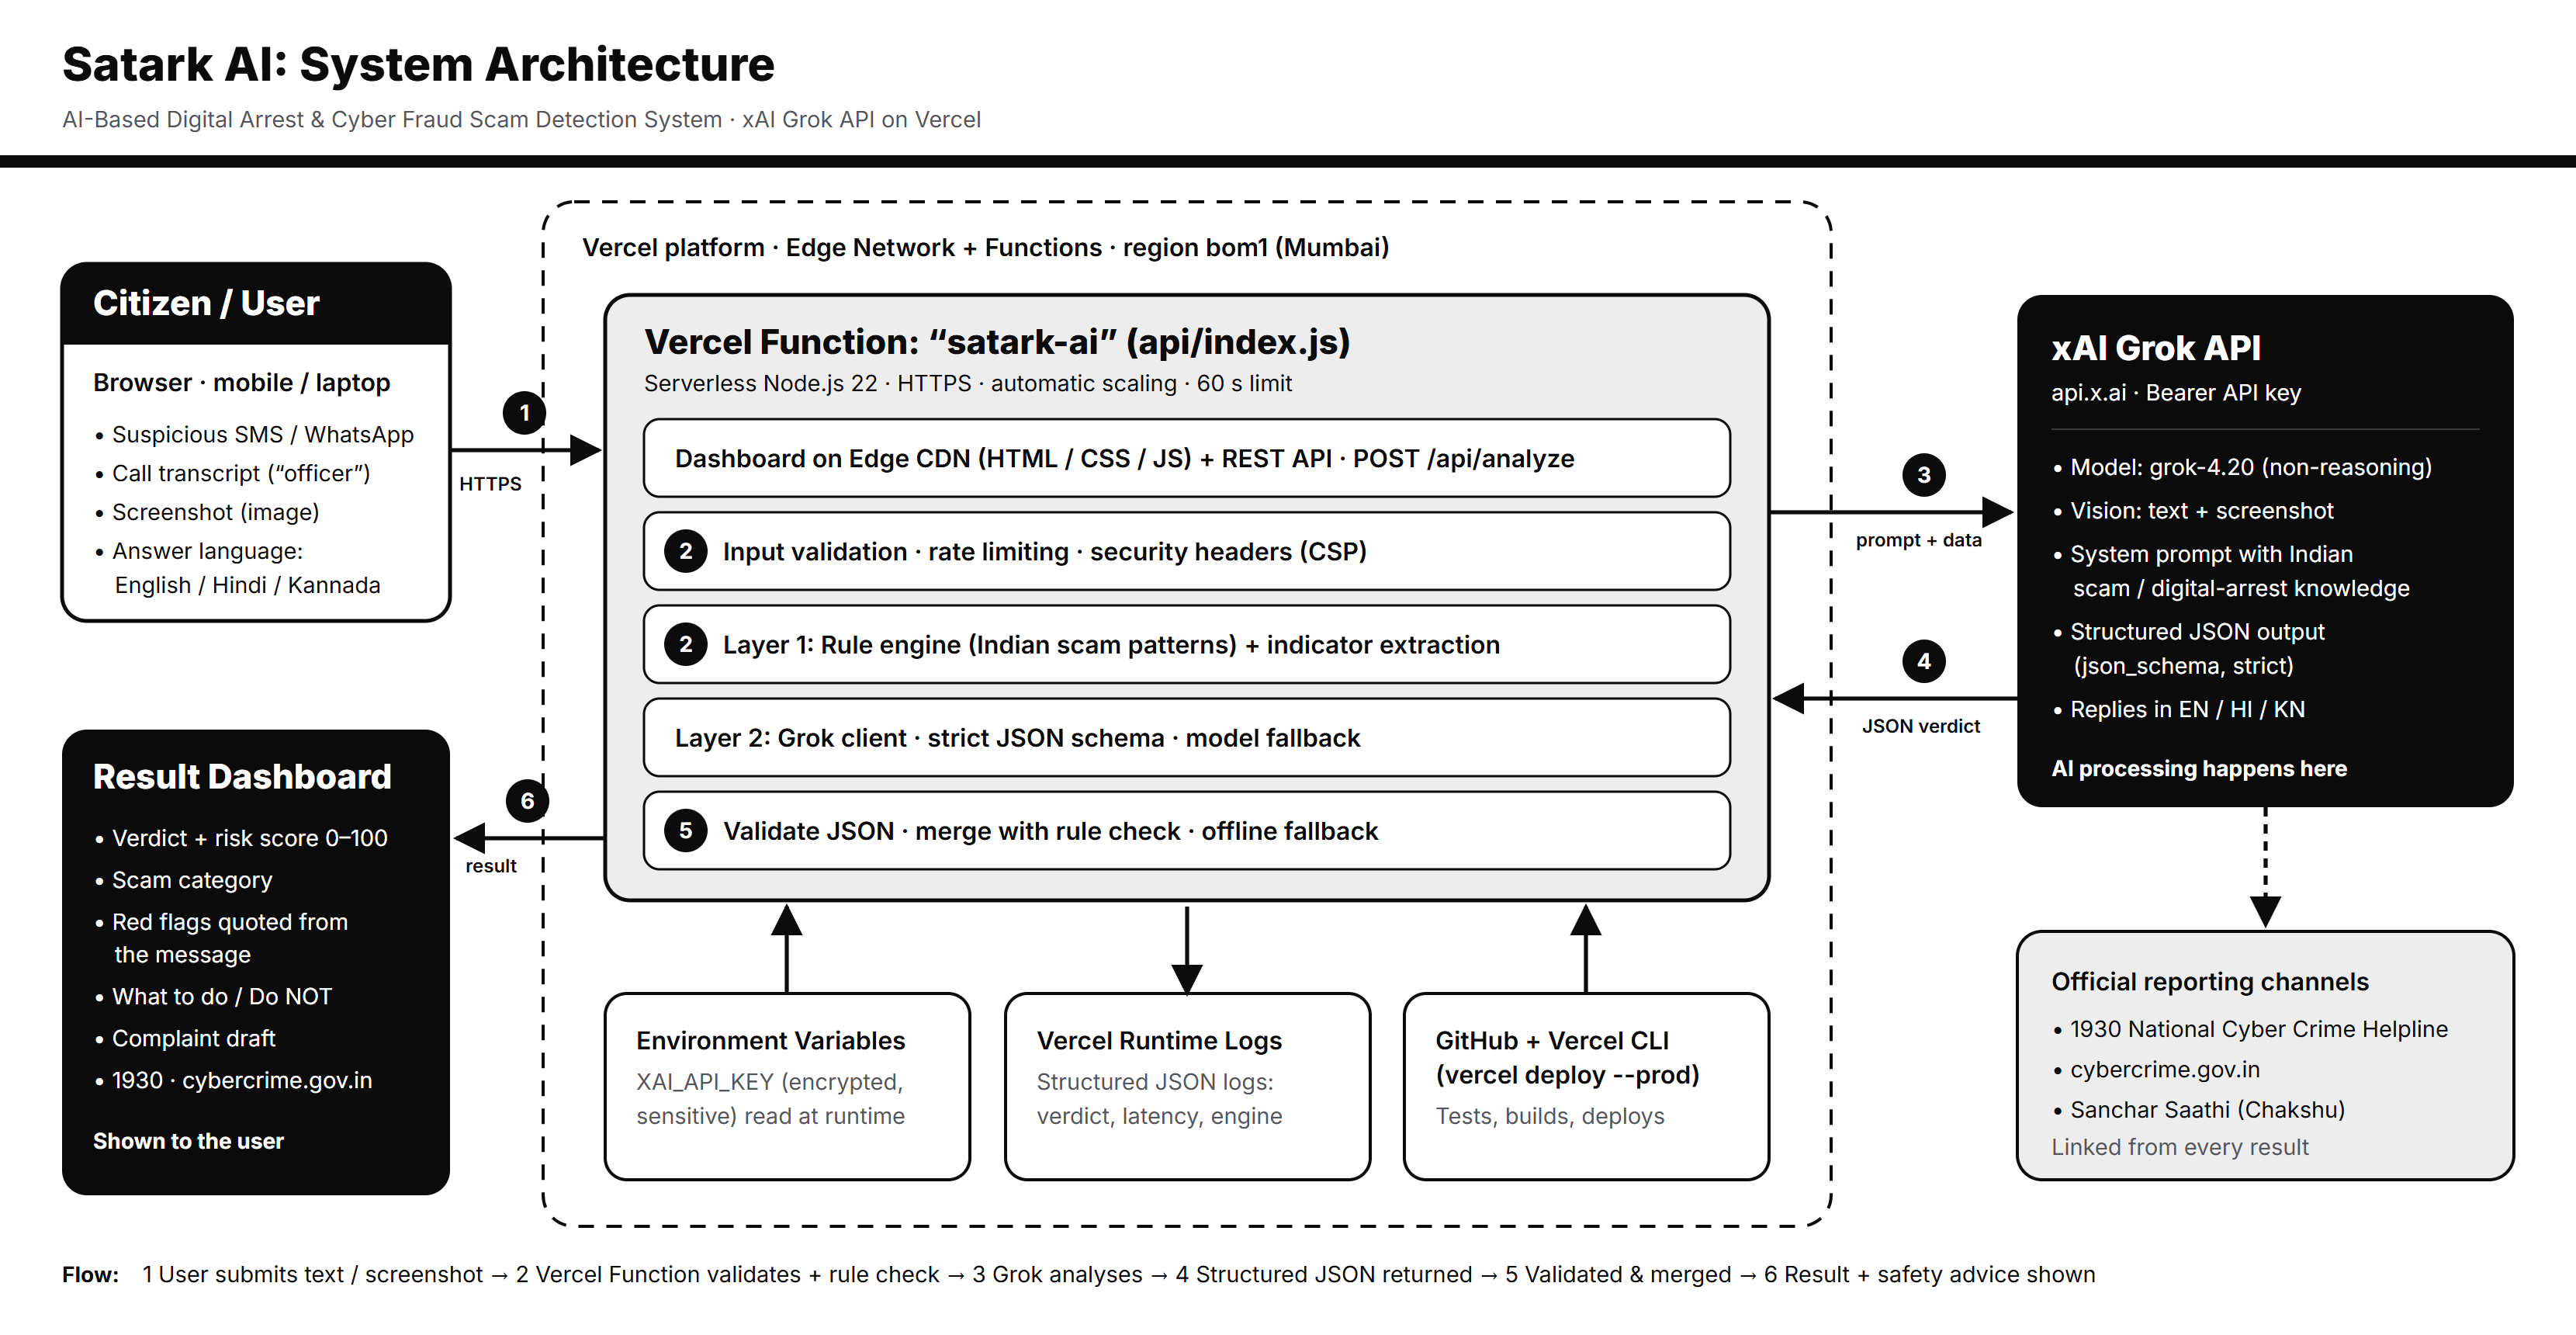 Satark AI: System Architecture
AI-Based Digital Arrest & Cyber Fraud Scam Detection System · xAI Grok API on Vercel
Citizen / User
Browser · mobile / laptop
• Suspicious SMS / WhatsApp
• Call transcript (“officer”)
• Screenshot (image)
• Answer language:
English / Hindi / Kannada
1
HTTPS
Vercel platform · Edge Network + Functions · region bom1 (Mumbai)
Vercel Function: “satark-ai” (api/index.js)
Serverless Node.js 22 · HTTPS · automatic scaling · 60 s limit
Dashboard on Edge CDN (HTML / CSS / JS) + REST API · POST /api/analyze
2 Input validation · rate limiting · security headers (CSP)
2 Layer 1: Rule engine (Indian scam patterns) + indicator extraction
Layer 2: Grok client · strict JSON schema · model fallback
5 Validate JSON · merge with rule check · offline fallback
3
prompt + data
4
JSON verdict
xAI Grok API
api.x.ai · Bearer API key
• Model: grok-4.20 (non-reasoning)
• Vision: text + screenshot
• System prompt with Indian
scam / digital-arrest knowledge
• Structured JSON output
(json_schema, strict)
• Replies in EN / HI / KN
AI processing happens here
Result Dashboard
• Verdict + risk score 0–100
• Scam category
• Red flags quoted from
the message
• What to do / Do NOT
• Complaint draft
• 1930 · cybercrime.gov.in
Shown to the user
6
result
Environment Variables
XAI_API_KEY (encrypted,
sensitive) read at runtime
Vercel Runtime Logs
Structured JSON logs:
verdict, latency, engine
GitHub + Vercel CLI
(vercel deploy --prod)
Tests, builds, deploys
Official reporting channels
• 1930 National Cyber Crime Helpline
• cybercrime.gov.in
• Sanchar Saathi (Chakshu)
Linked from every result
Flow: 1 User submits text / screenshot → 2 Vercel Function validates + rule check → 3 Grok analyses → 4 Structured JSON returned → 5 Validated & merged → 6 Result + safety advice shown